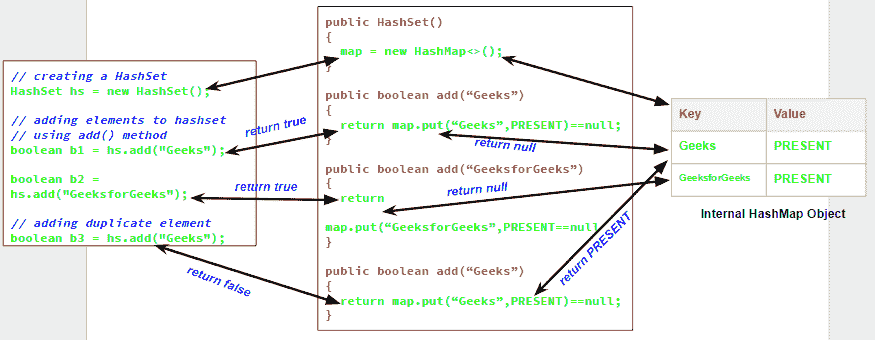 // creating a HashSet
HashSet hs = new HashSet();
// adding elements to hashset
// using add() method
boolean b1 = hs.add("Geeks");
boolean b2 =
hs.add("GeeksforGeeks");
// adding duplicate element
boolean b3 = hs.add("Geeks");
return true
return true
return false
public HashSet()
{
map = new HashMap<>();
}
public boolean add(“Geeks”)
{
return map.put(“Geeks”,PRESENT)==null;
}
return null
public boolean add(“GeeksforGeeks”)
{
return
return null
map.put(“GeeksforGeeks”,PRESENT==null
}
public boolean add(“Geeks”)
{
return map.put(“Geeks”,PRESENT)==null;
}
return PRESENT
Key Value
Geeks PRESENT
GeeksforGeeks PRESENT
Internal HashMap Object